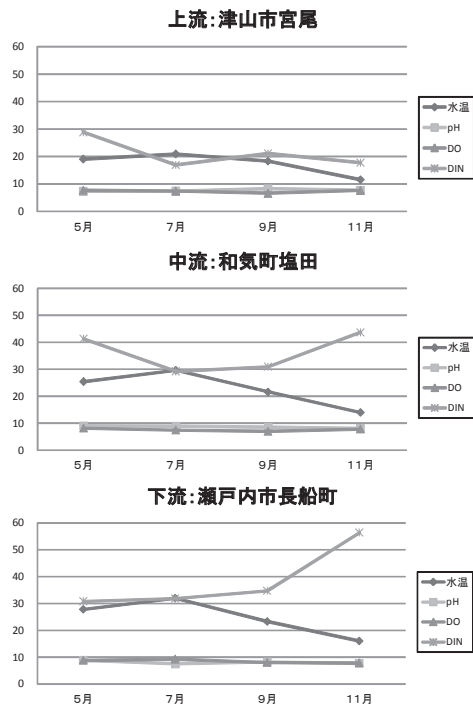 上流:津山市宮尾
60
50
40
30
20
10
0
5月 7月 9月 11月
水温
pH
DO
DIN
中流:和気町塩田
60
50
40
30
20
10
0
5月 7月 9月 11月
水温
pH
DO
DIN
下流:瀬戸内市長船町
60
50
40
30
20
10
0
5月 7月 9月 11月
水温
pH
DO
DIN